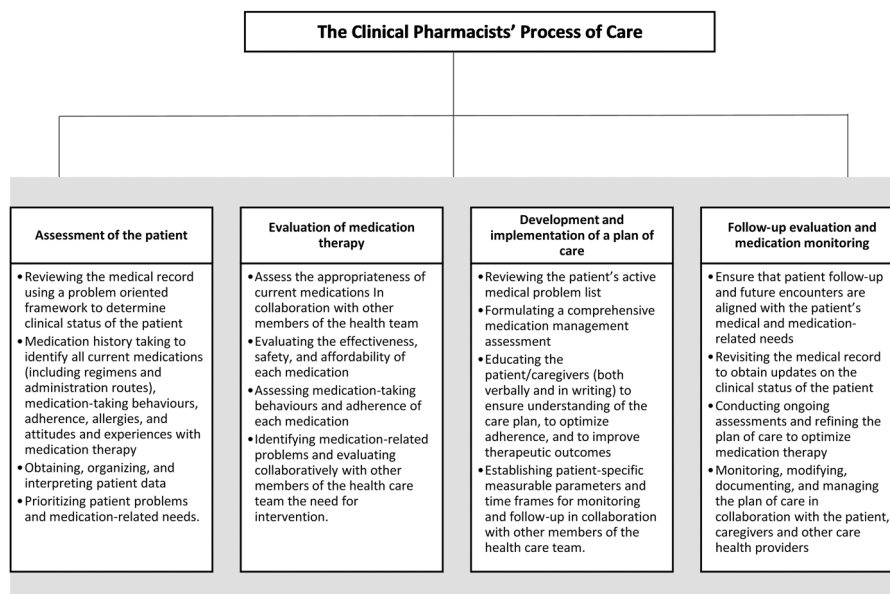 The Clinical Pharmacists' Process of Care
Assessment of the patient
•Reviewing the medical record
using a problem oriented
framework to determine
clinical status of the patient
•Medication history taking to
identify all current medications
(including regimens and
administration routes),
medication-taking behaviours,
adherence, allergies, and
attitudes and experiences with
medication therapy
•Obtaining, organizing, and
interpreting patient data
•Prioritizing patient problems
and medication-related needs.
Evaluation of medication
therapy
•Assess the appropriateness of
current medications In
collaboration with other
members of the health team
•Evaluating the effectiveness,
safety, and affordability of
each medication
•Assessing medication-taking
behaviours and adherence of
each medication
•Identifying medication-related
problems and evaluating
collaboratively with other
members of the health care
team the need for
intervention.
Development and
implementation of a plan of
care
•Reviewing the patient's active
medical problem list
•Formulating a comprehensive
medication management
assessment
•Educating the
patient/caregivers (both
verbally and in writing) to
ensure understanding of the
care plan, to optimize
adherence, and to improve
therapeutic outcomes
•Establishing patient-specific
measurable parameters and
time frames for monitoring
and follow-up in collaboration
with other members of the
health care team.
Follow-up evaluation and
medication monitoring
•Ensure that patient follow-up
and future encounters are
aligned with the patient's
medical and medication-
related needs
•Revisiting the medical record
to obtain updates on the
clinical status of the patient
•Conducting ongoing
assessments and refining the
plan of care to optimize
medication therapy
•Monitoring, modifying,
documenting, and managing
the plan of care in
collaboration with the patient,
caregivers and other care
health providers